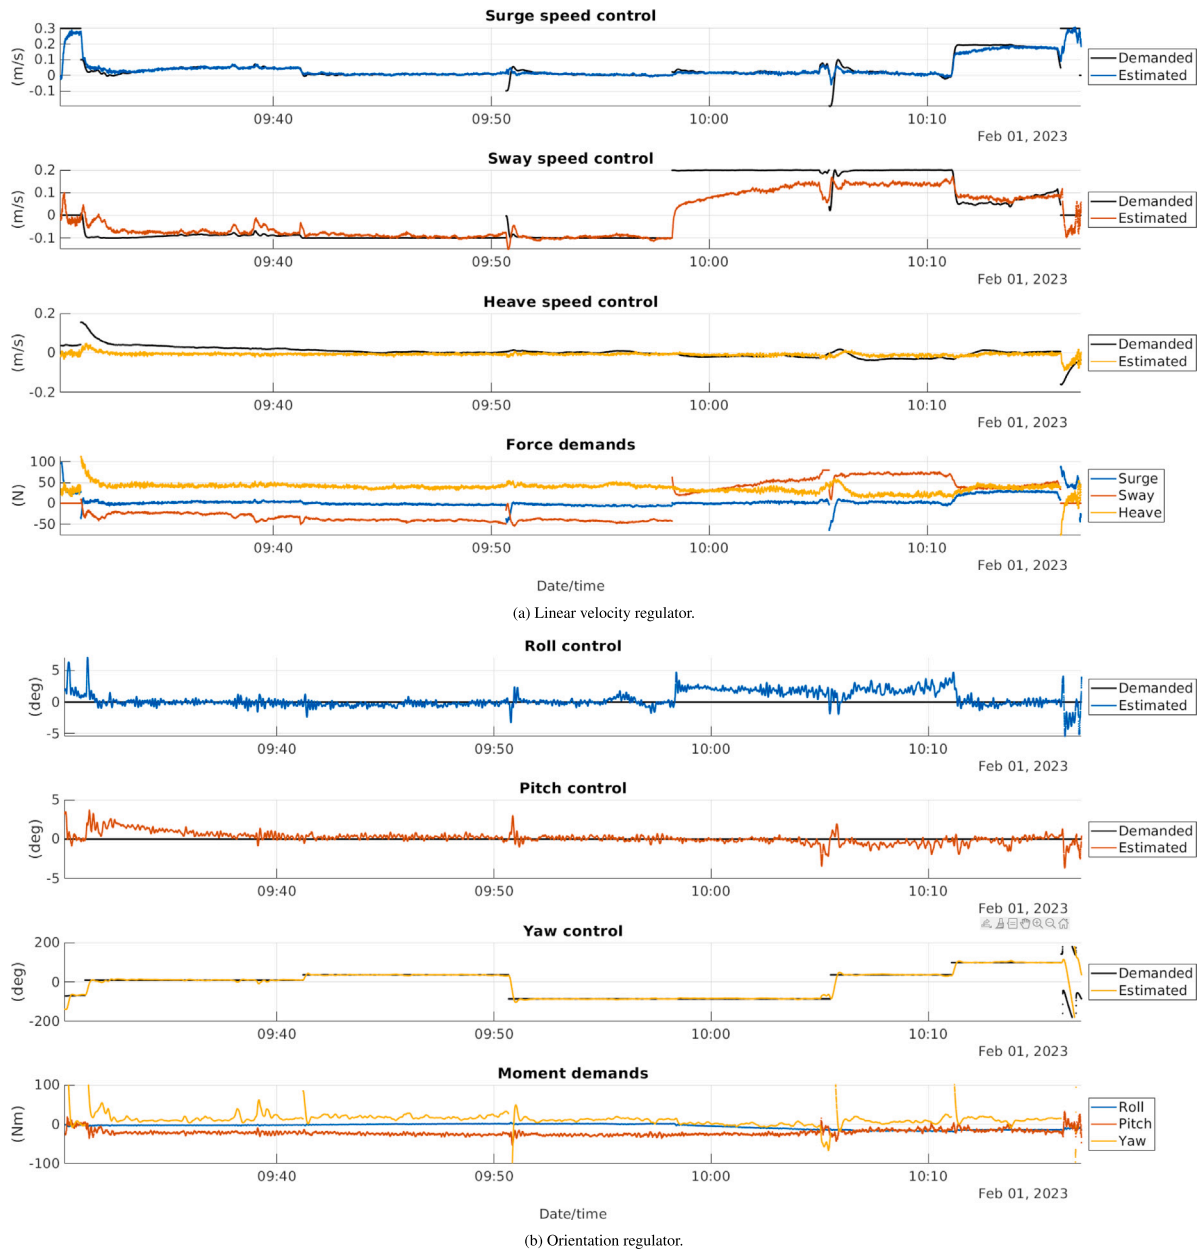 Surge speed control
0.3
0.2
0.1
0
-0.1
(m/s)
09:40 09:50 10:00 10:10
Feb 01, 2023
Demanded
Estimated
Sway speed control
0.2
0.1
0
-0.1
(m/s)
09:40 09:50 10:00 10:10
Feb 01, 2023
Demanded
Estimated
Heave speed control
0.2
0
-0.2
(m/s)
09:40 09:50 10:00 10:10
Feb 01, 2023
Demanded
Estimated
Force demands
100
50
0
-50
(N)
09:40 09:50 10:00 10:10
Feb 01, 2023
Surge
Sway
Heave
Date/time
(a) Linear velocity regulator.
Roll control
5
0
-5
(deg)
09:40 09:50 10:00 10:10
Feb 01, 2023
Demanded
Estimated
Pitch control
5
0
-5
(deg)
09:40 09:50 10:00 10:10
Feb 01, 2023
Demanded
Estimated
Yaw control
200
0
-200
(deg)
09:40 09:50 10:00 10:10
Feb 01, 2023
Demanded
Estimated
Moment demands
100
0
-100
(Nm)
09:40 09:50 10:00 10:10
Feb 01, 2023
Roll
Pitch
Yaw
Date/time
(b) Orientation regulator.